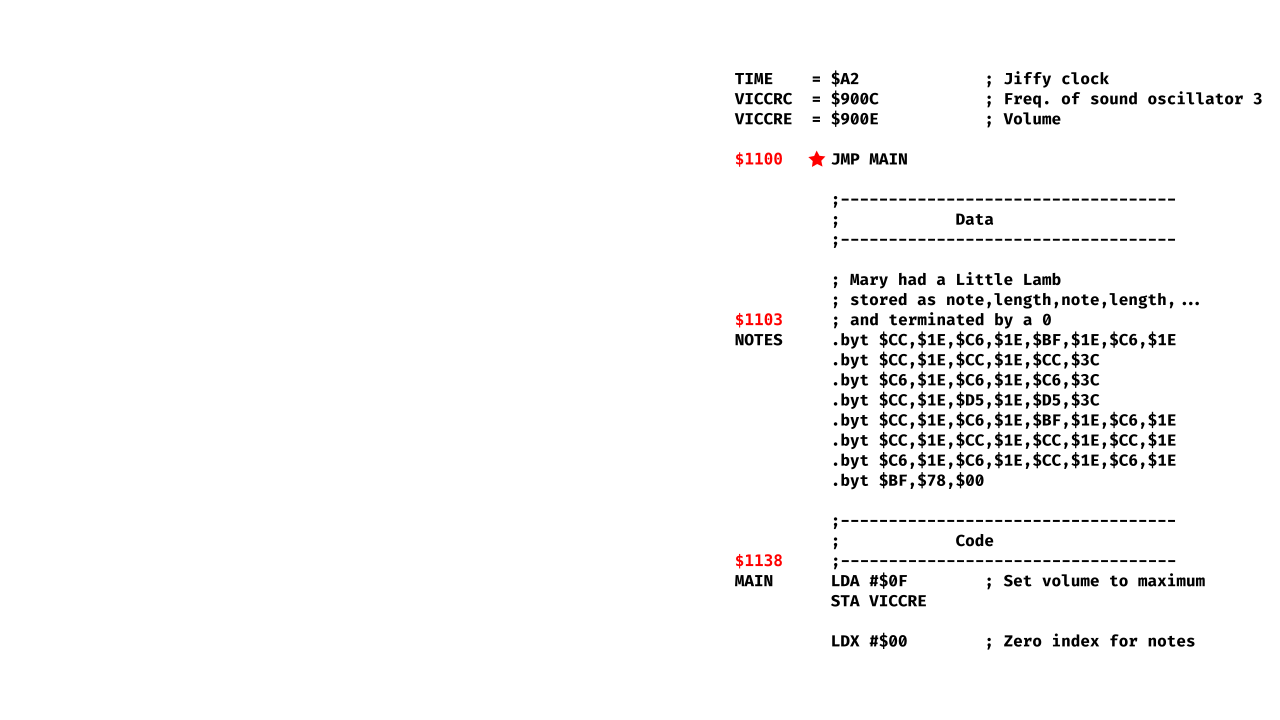 TIME    = $A2             ; Jiffy clock
VICCRC  = $900C           ; Freq. of sound oscillator 3
VICCRE  = $900E           ; Volume
$1100   ★ JMP MAIN
;-----------------------------------
;            Data
;-----------------------------------
; Mary had a Little Lamb
; stored as note,length,note,length,...
$1103     ; and terminated by a 0
NOTES     .byt $CC,$1E,$C6,$1E,$BF,$1E,$C6,$1E
.byt $CC,$1E,$CC,$1E,$CC,$3C
.byt $C6,$1E,$C6,$1E,$C6,$3C
.byt $CC,$1E,$D5,$1E,$D5,$3C
.byt $CC,$1E,$C6,$1E,$BF,$1E,$C6,$1E
.byt $CC,$1E,$CC,$1E,$CC,$1E,$CC,$1E
.byt $C6,$1E,$C6,$1E,$CC,$1E,$C6,$1E
.byt $BF,$78,$00
;-----------------------------------
;            Code
$1138     ;-----------------------------------
MAIN      LDA #$0F        ; Set volume to maximum
STA VICCRE
LDX #$00        ; Zero index for notes